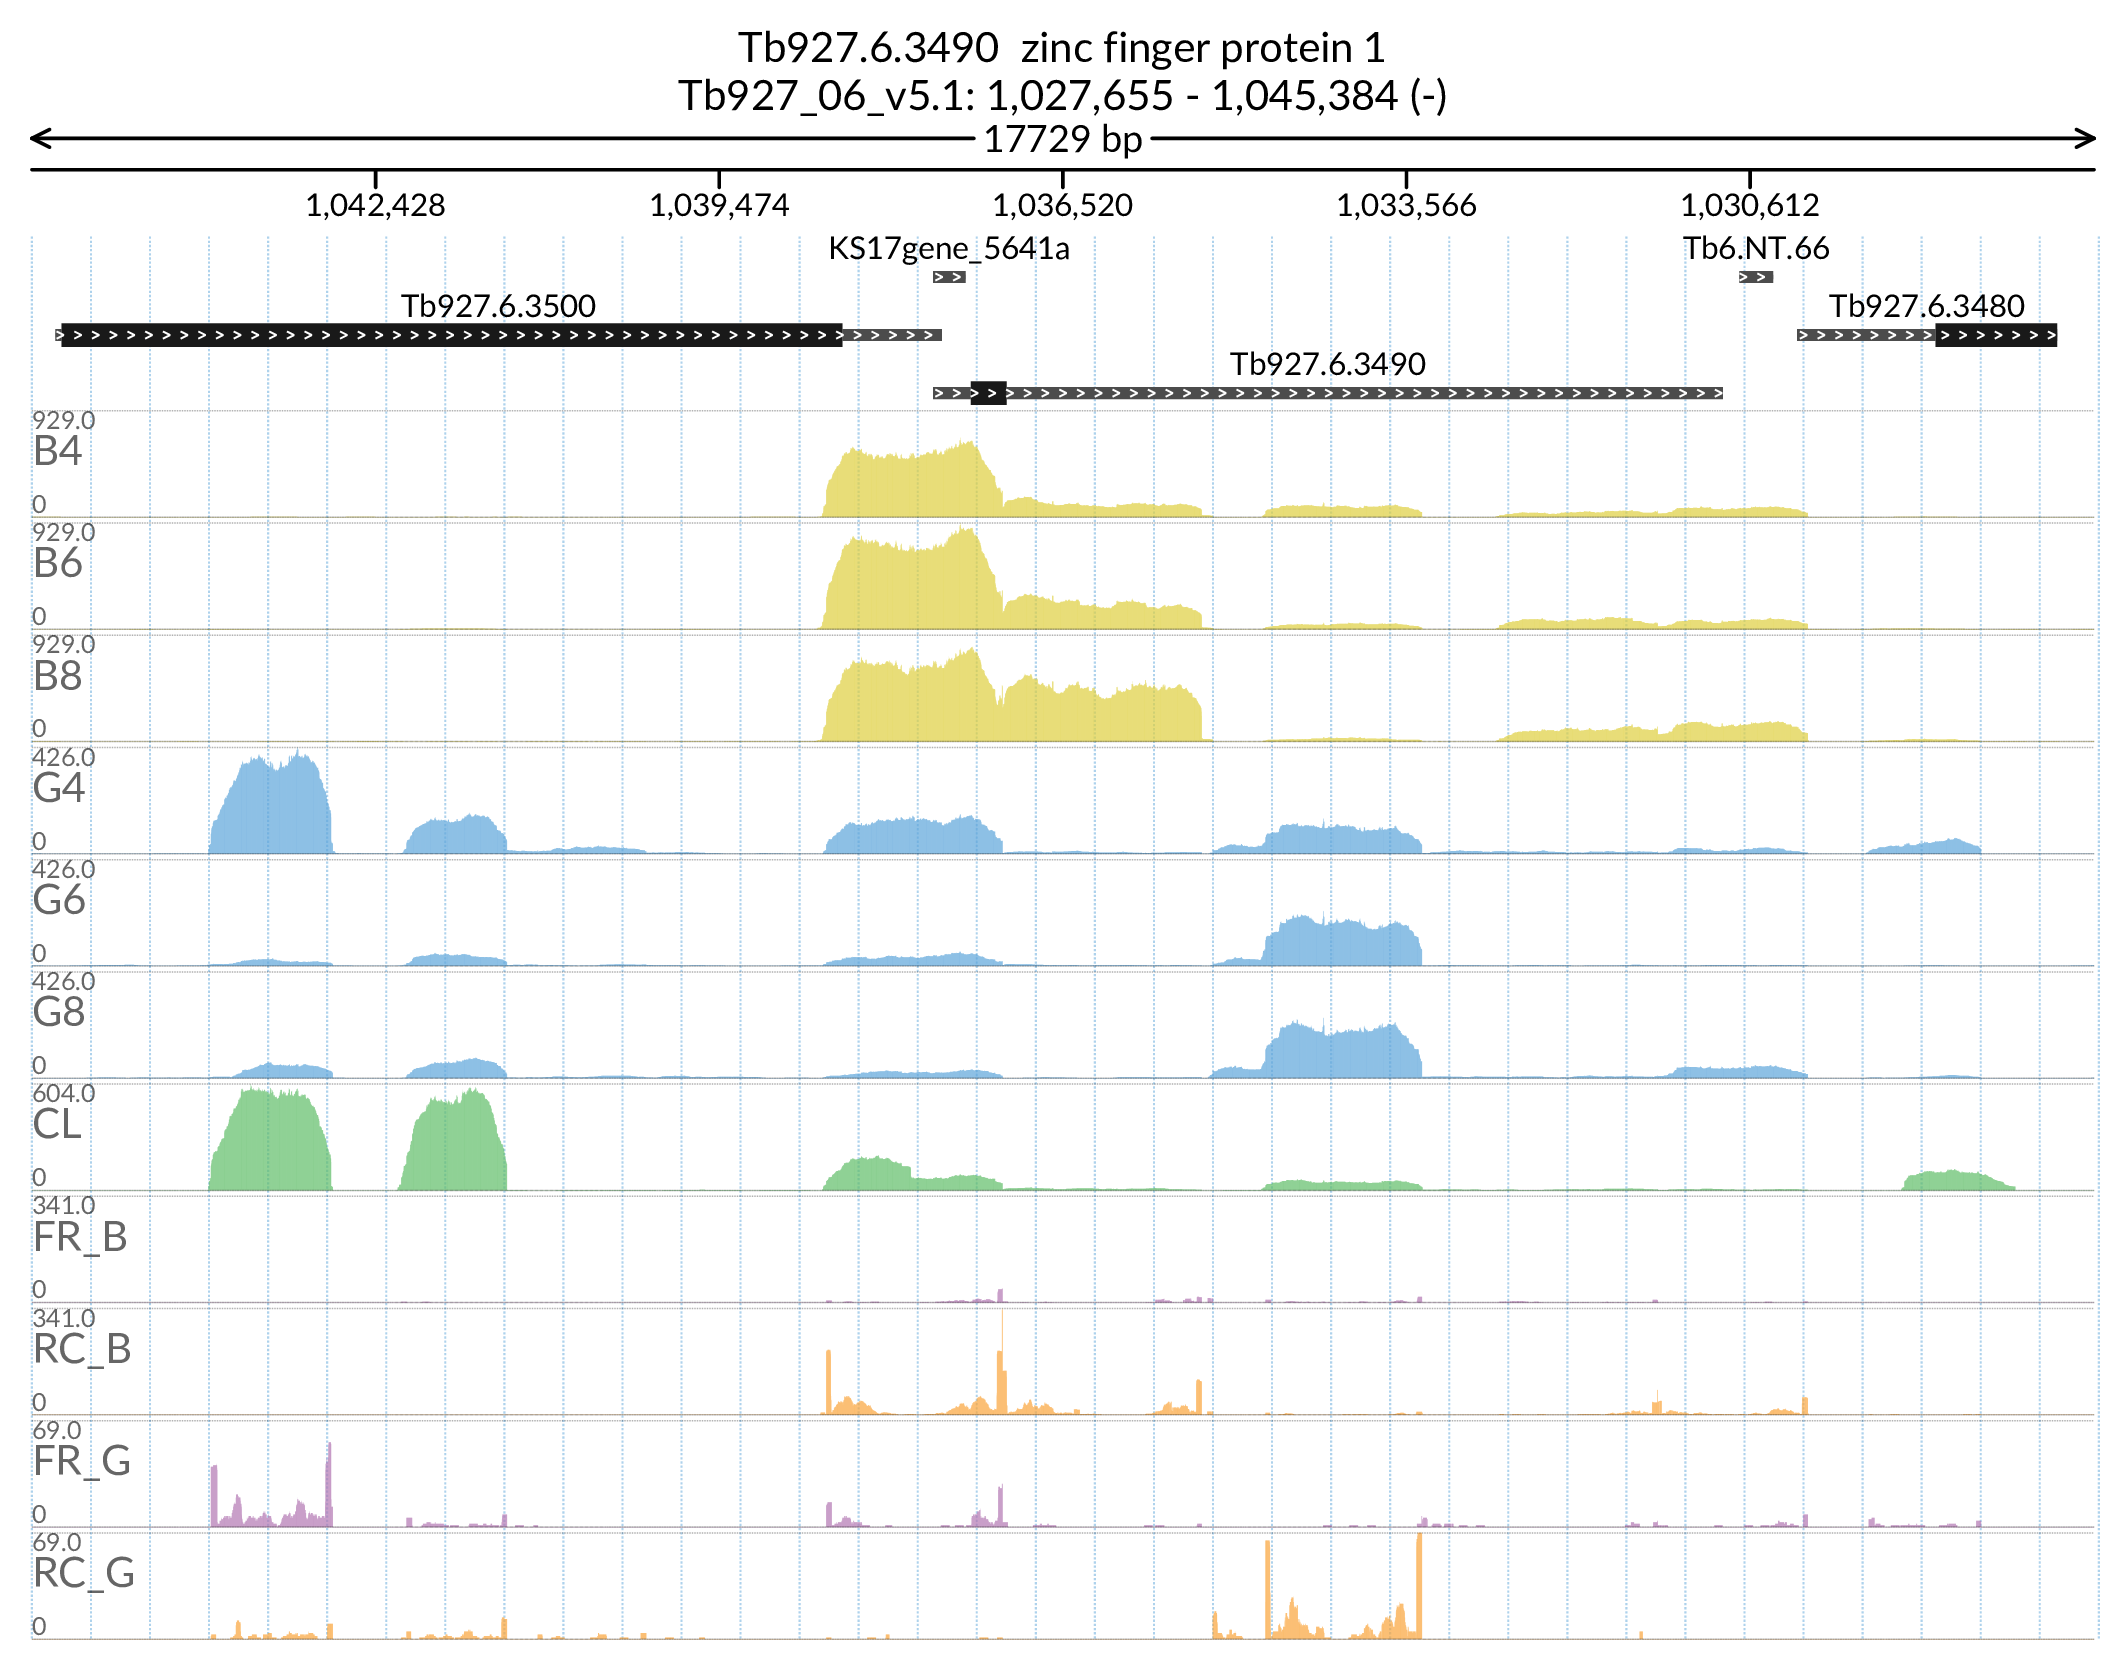 Tb927.6.3490  zinc finger protein 1
Tb927_06_v5.1: 1,027,655 - 1,045,384 (-)
17729 bp
1,042,428 1,039,474 1,036,520 1,033,566 1,030,612
KS17gene_5641a Tb6.NT.66
Tb927.6.3500 Tb927.6.3480
Tb927.6.3490
929.0
B4
0
929.0
B6
0
929.0
B8
0
426.0
G4
0
426.0
G6
0
426.0
G8
0
604.0
CL
0
341.0
FR_B
0
341.0
RC_B
0
69.0
FR_G
0
69.0
RC_G
0